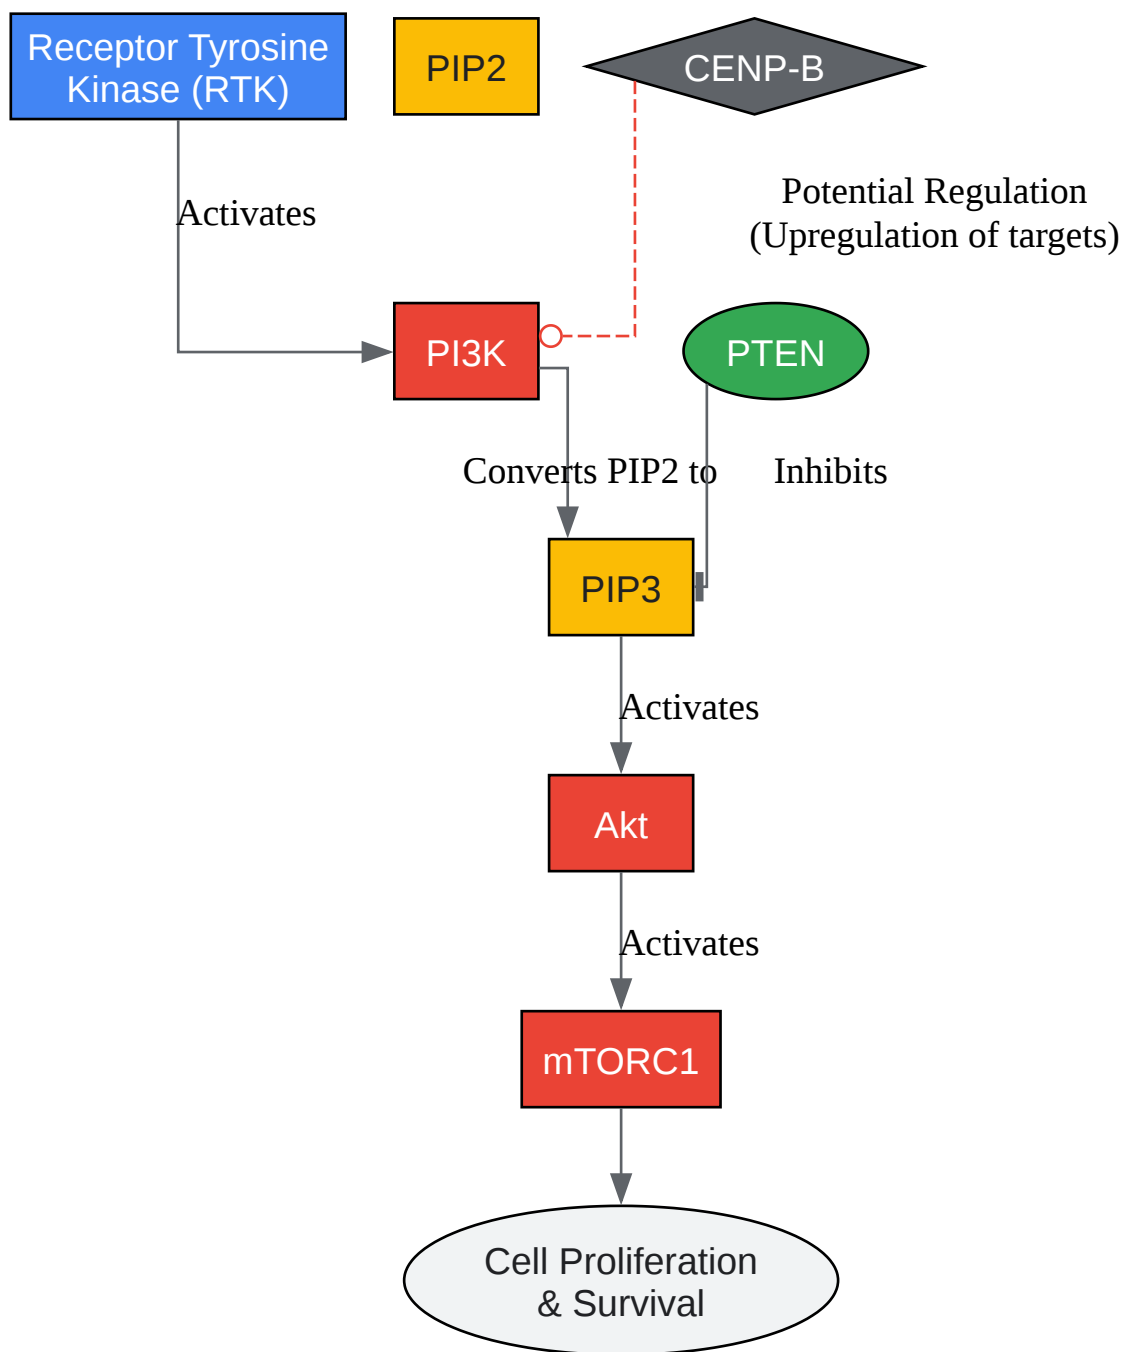 Receptor Tyrosine
Kinase (RTK)
PIP2
CENP-B
Activates
Potential Regulation
(Upregulation of targets)
PI3K
PTEN
Converts PIP2 to
Inhibits
PIP3
Activates
Akt
Activates
mTORC1
Cell Proliferation
& Survival